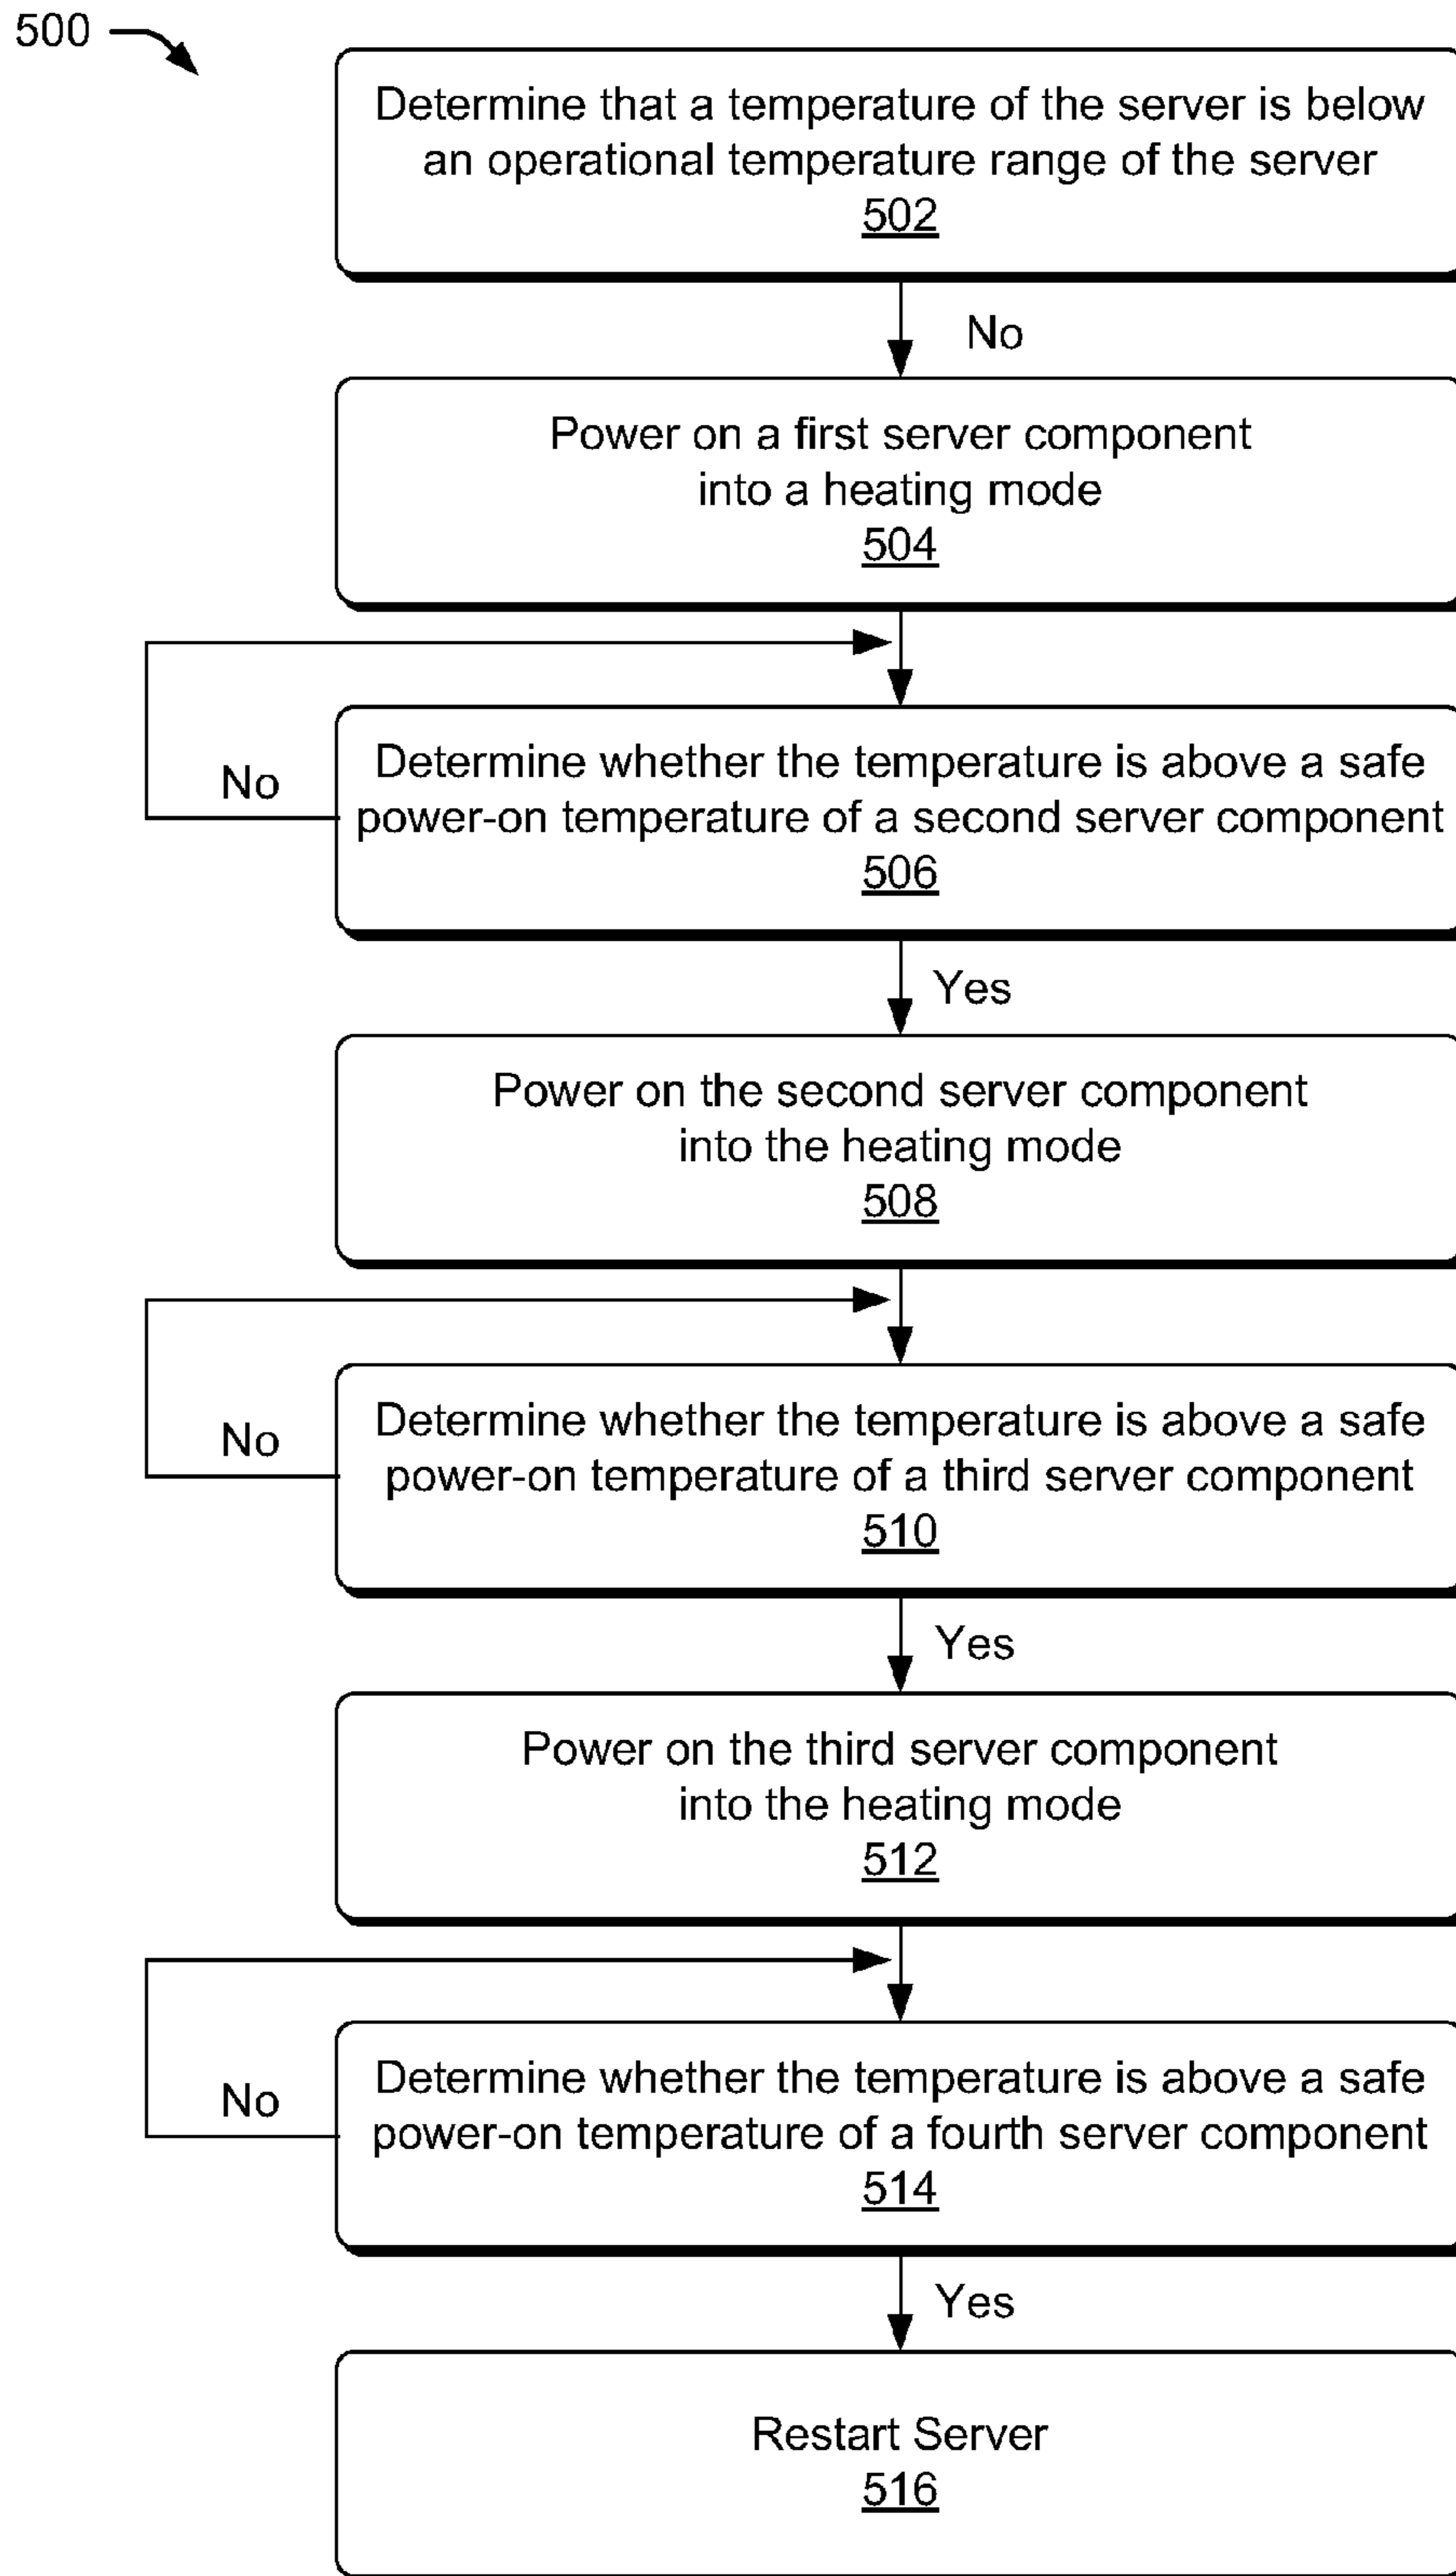 500
Determine that a temperature of the server is below
an operational temperature range of the server
502
No
Power on a first server component
into a heating mode
504
No
Determine whether the temperature is above a safe
power-on temperature of a second server component
506
Yes
Power on the second server component
into the heating mode
508
No
Determine whether the temperature is above a safe
power-on temperature of a third server component
510
Yes
Power on the third server component
into the heating mode
512
No
Determine whether the temperature is above a safe
power-on temperature of a fourth server component
514
Yes
Restart Server
516